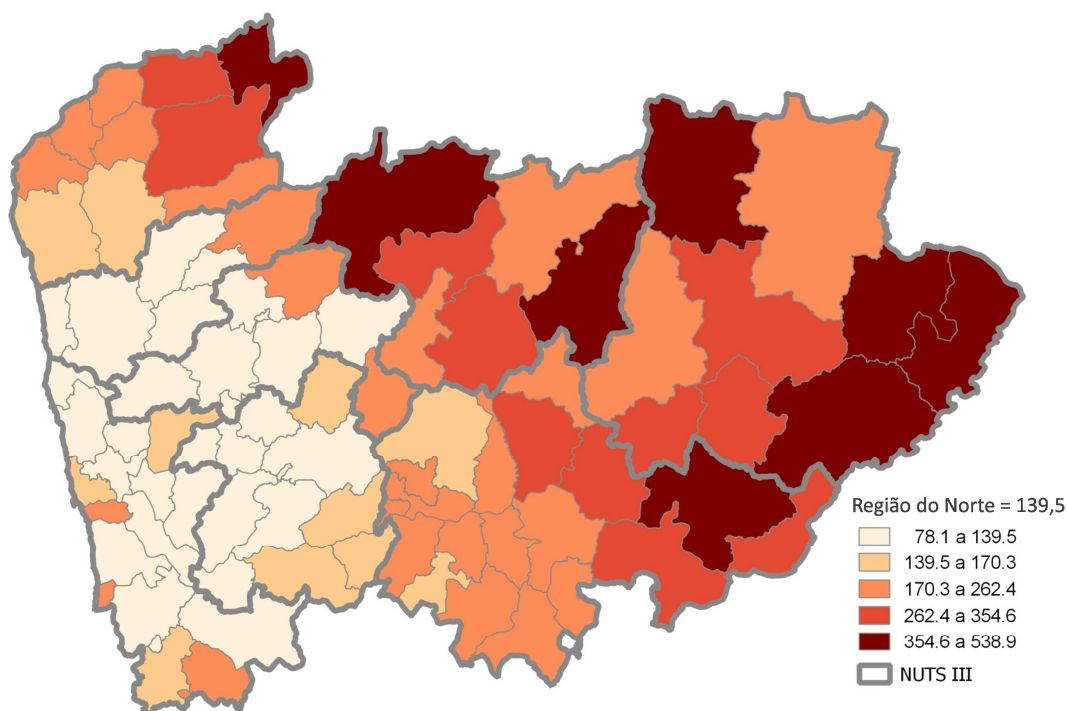 Região do Norte = 139,5
78.1 a 139.5
139.5 a 170.3
170.3 a 262.4
262.4 a 354.6
354.6 a 538.9
NUTS III